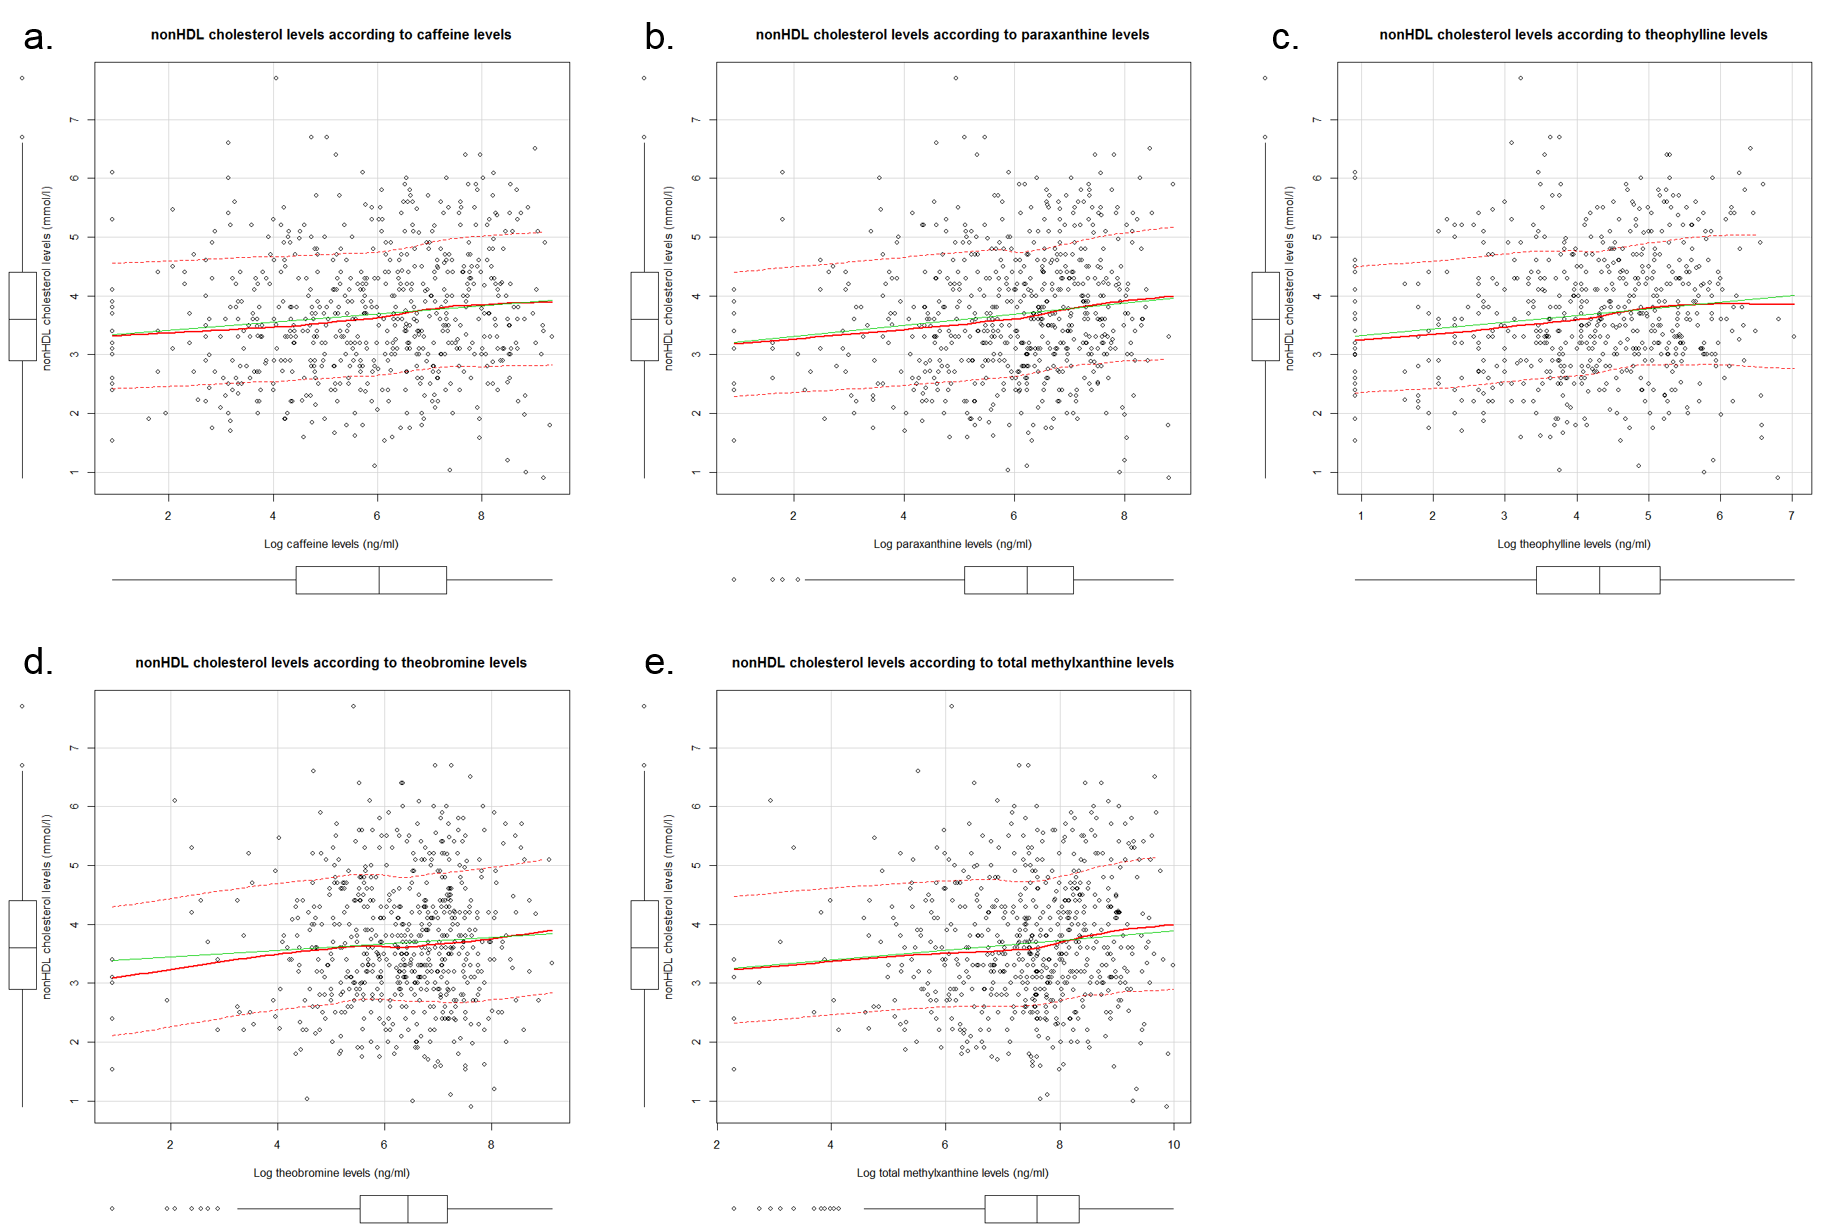 a.
nonHDL cholesterol levels according to caffeine levels
nonHDL cholesterol levels (mmol/l)
7
6
5
4
3
2
1
2 4 6 8
Log caffeine levels (ng/ml)
b.
nonHDL cholesterol levels according to paraxanthine levels
nonHDL cholesterol levels (mmol/l)
7
6
5
4
3
2
1
2 4 6 8
Log paraxanthine levels (ng/ml)
c.
nonHDL cholesterol levels according to theophylline levels
nonHDL cholesterol levels (mmol/l)
7
6
5
4
3
2
1
1 2 3 4 5 6 7
Log theophylline levels (ng/ml)
d.
nonHDL cholesterol levels according to theobromine levels
nonHDL cholesterol levels (mmol/l)
7
6
5
4
3
2
1
2 4 6 8
Log theobromine levels (ng/ml)
e.
nonHDL cholesterol levels according to total methylxanthine levels
nonHDL cholesterol levels (mmol/l)
7
6
5
4
3
2
1
2 4 6 8 10
Log total methylxanthine levels (ng/ml)